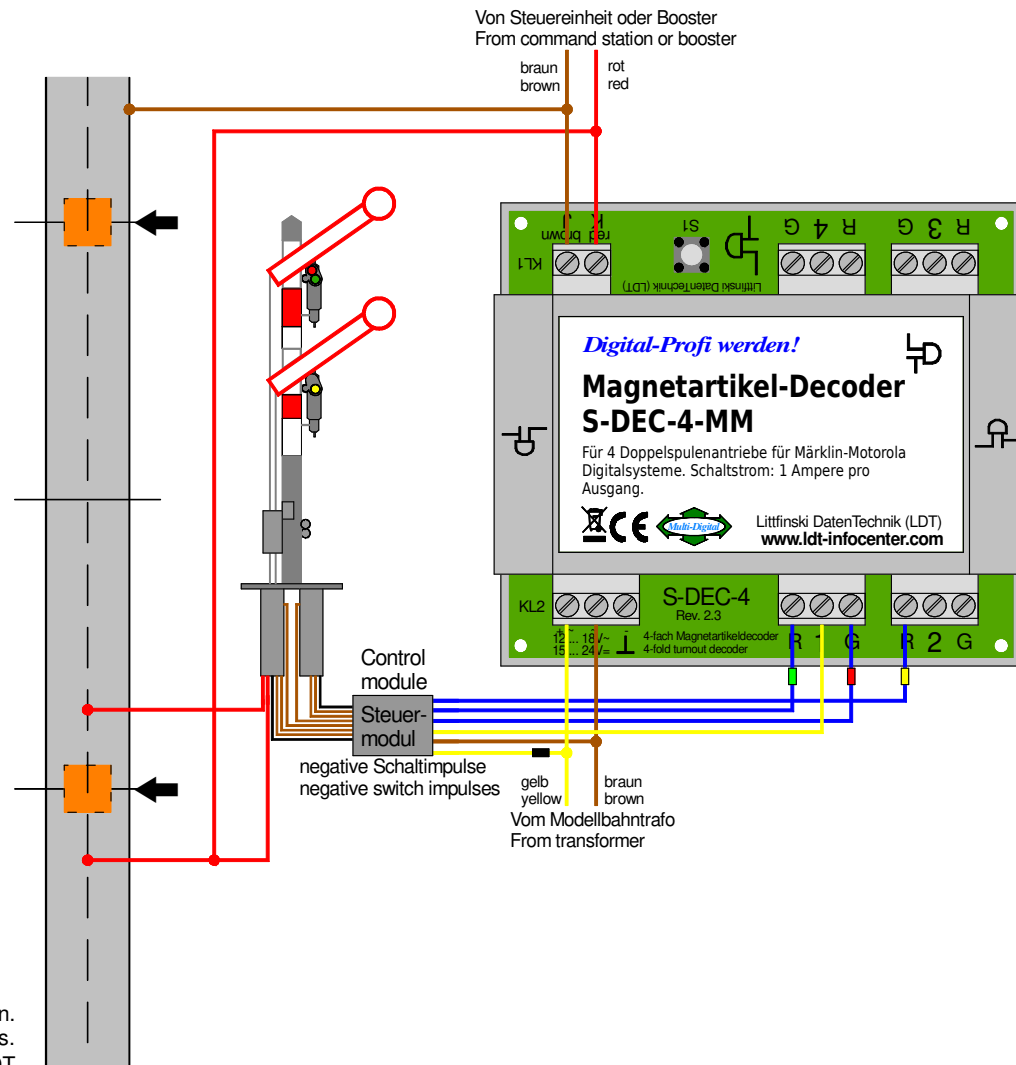 Von Steuereinheit oder Booster
From command station or booster
braun
brown
rot
red
red brown
KL1
S1
Littfinski DatenTechnik (LDT)
G 4 R
G 3 R
Digital-Profi werden!
Magnetartikel-Decoder
S-DEC-4-MM
Für 4 Doppelspulenantriebe für Märklin-Motorola
Digitalsysteme. Schaltstrom: 1 Ampere pro
Ausgang.
CE
Multi-Digital
Littfinski DatenTechnik (LDT)
www.ldt-infocenter.com
KL2
S-DEC-4
Rev. 2.3
4-fach Magnetartikeldecoder
4-fold turnout decoder
12... 18V~
15... 24V=
R 1 G
R 2 G
Control
module
Steuer-
modul
negative Schaltimpulse
negative switch impulses
gelb
yellow
braun
brown
Vom Modellbahntrafo
From transformer
n.
s.